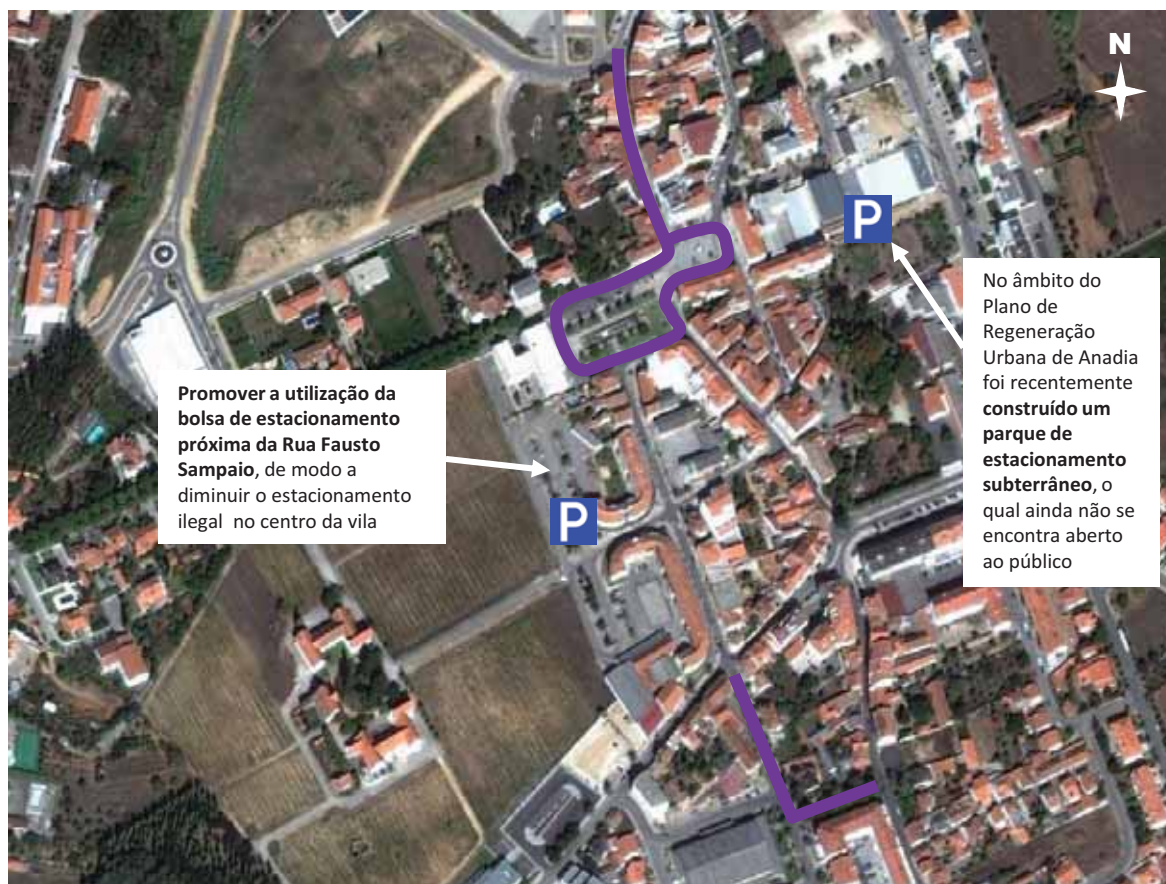 N
P
No âmbito do
Plano de
Regeneração
Urbana de Anadia
foi recentemente
construído um
parque de
estacionamento
subterrâneo, o
qual ainda não se
encontra aberto
ao público
Promover a utilização da
bolsa de estacionamento
próxima da Rua Fausto
Sampaio, de modo a
diminuir o estacionamento
ilegal no centro da vila
P